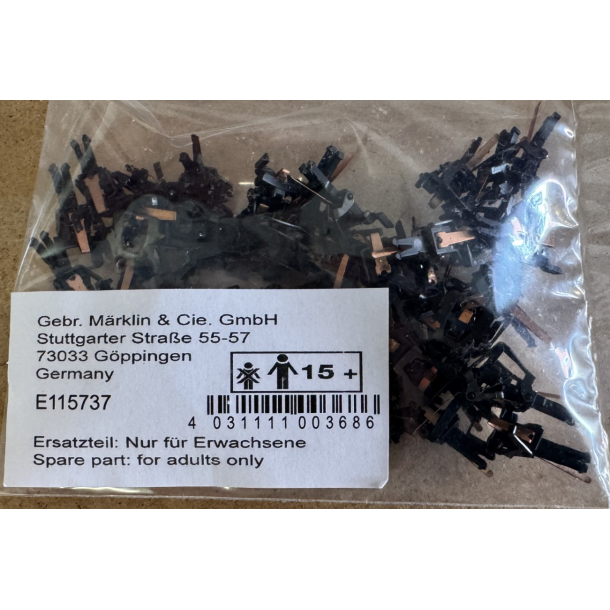 Gebr. Märklin & Cie. GmbH
Stuttgarter Straße 55-57
73033 Göppingen
Germany
15 +
E115737
4 031111 003686
Ersatzteil: Nur für Erwachsene
Spare part: for adults only